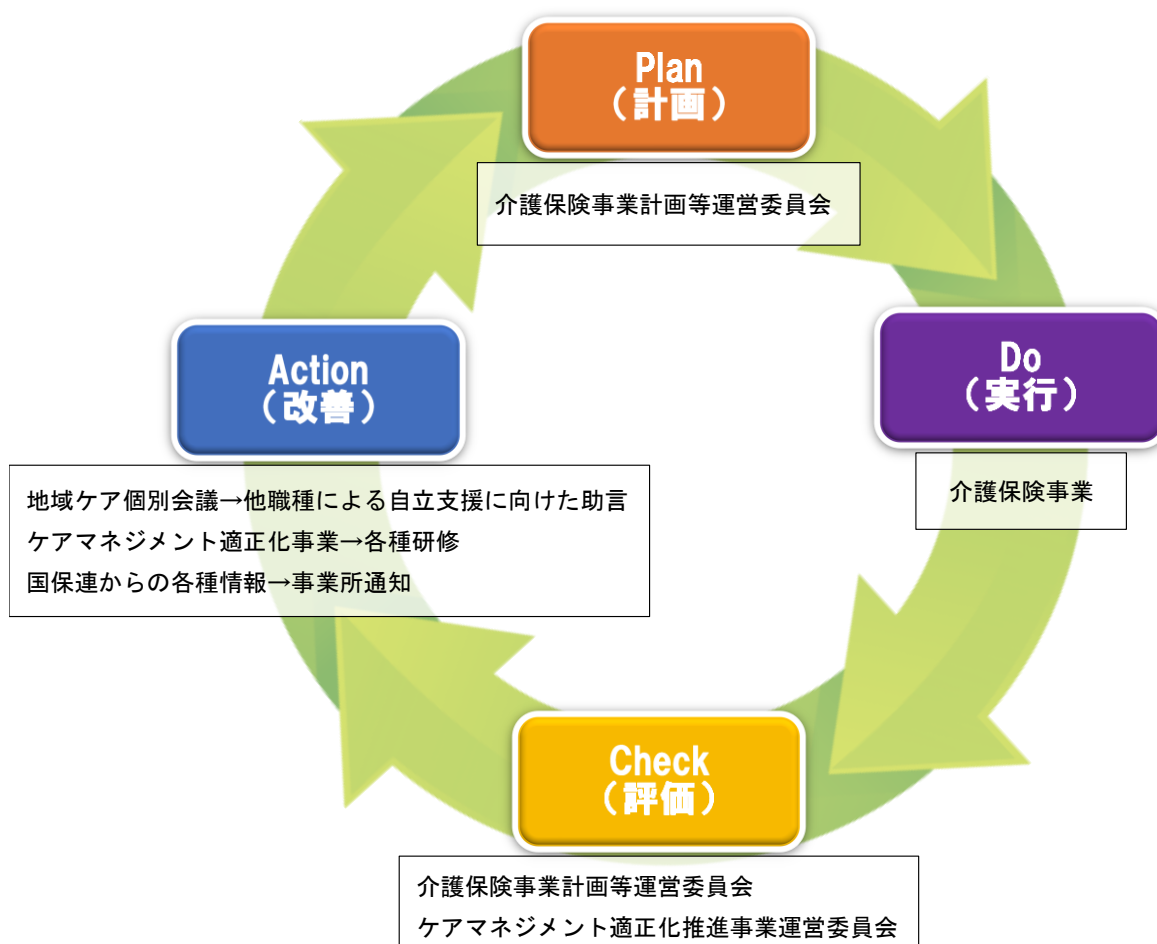 Plan
（計画）
介護保険事業計画等運営委員会
Do
（実行）
介護保険事業
Action
（改善）
地域ケア個別会議→他職種による自立支援に向けた助言
ケアマネジメント適正化事業→各種研修
国保連からの各種情報→事業所通知
Check
（評価）
介護保険事業計画等運営委員会
ケアマネジメント適正化推進事業運営委員会